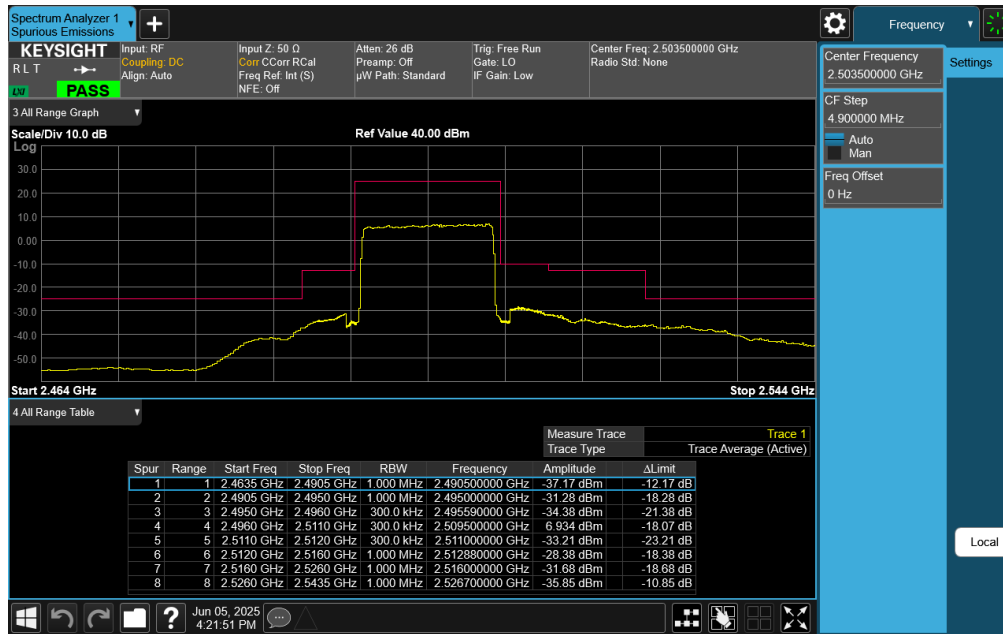 Spectrum Analyzer 1
Spurious Emissions
Frequency
KEYSIGHT
R L T
LXI
PASS
Input: RF
Coupling: DC
Align: Auto
Input Z: 50 Ω
Corr CCorr RCal
Freq Ref: Int (S)
NFE: Off
Atten: 26 dB
Preamp: Off
µW Path: Standard
Trig: Free Run
Gate: LO
IF Gain: Low
Center Freq: 2.503500000 GHz
Radio Std: None
Center Frequency
2.503500000 GHz
Settings
CF Step
4.900000 MHz
Auto
Man
Freq Offset
0 Hz
3 All Range Graph
Scale/Div 10.0 dB
Ref Value 40.00 dBm
Log
30.0
20.0
10.0
0.00
-10.0
-20.0
-30.0
-40.0
-50.0
Start 2.464 GHz
Stop 2.544 GHz
4 All Range Table
Measure Trace Trace 1
Trace Type Trace Average (Active)
Spur Range Start Freq Stop Freq RBW Frequency Amplitude ΔLimit
1 1 2.4635 GHz 2.4905 GHz 1.000 MHz 2.490500000 GHz -37.17 dBm -12.17 dB
2 2 2.4905 GHz 2.4950 GHz 1.000 MHz 2.495000000 GHz -31.28 dBm -18.28 dB
3 3 2.4950 GHz 2.4960 GHz 300.0 kHz 2.495590000 GHz -34.38 dBm -21.38 dB
4 4 2.4960 GHz 2.5110 GHz 300.0 kHz 2.509500000 GHz 6.934 dBm -18.07 dB
5 5 2.5110 GHz 2.5120 GHz 300.0 kHz 2.511000000 GHz -33.21 dBm -23.21 dB
6 6 2.5120 GHz 2.5160 GHz 1.000 MHz 2.512880000 GHz -28.38 dBm -18.38 dB
7 7 2.5160 GHz 2.5260 GHz 1.000 MHz 2.516000000 GHz -31.68 dBm -18.68 dB
8 8 2.5260 GHz 2.5435 GHz 1.000 MHz 2.526700000 GHz -35.85 dBm -10.85 dB
Local
Jun 05, 2025
4:21:51 PM